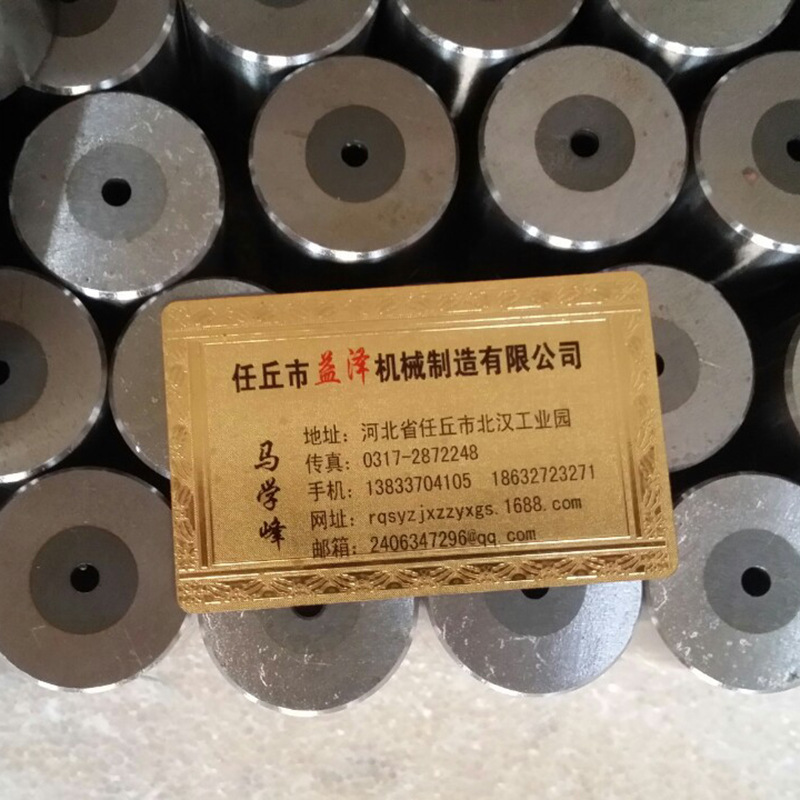 任丘市益泽机械制造有限公司
马学峰
地址：河北省任丘市北汉工业园
传真：0317-2872248
手机：13833704105 18632723271
网址：rqsyzjxzzyxgs.1688.com
邮箱：2406347296@qq.com